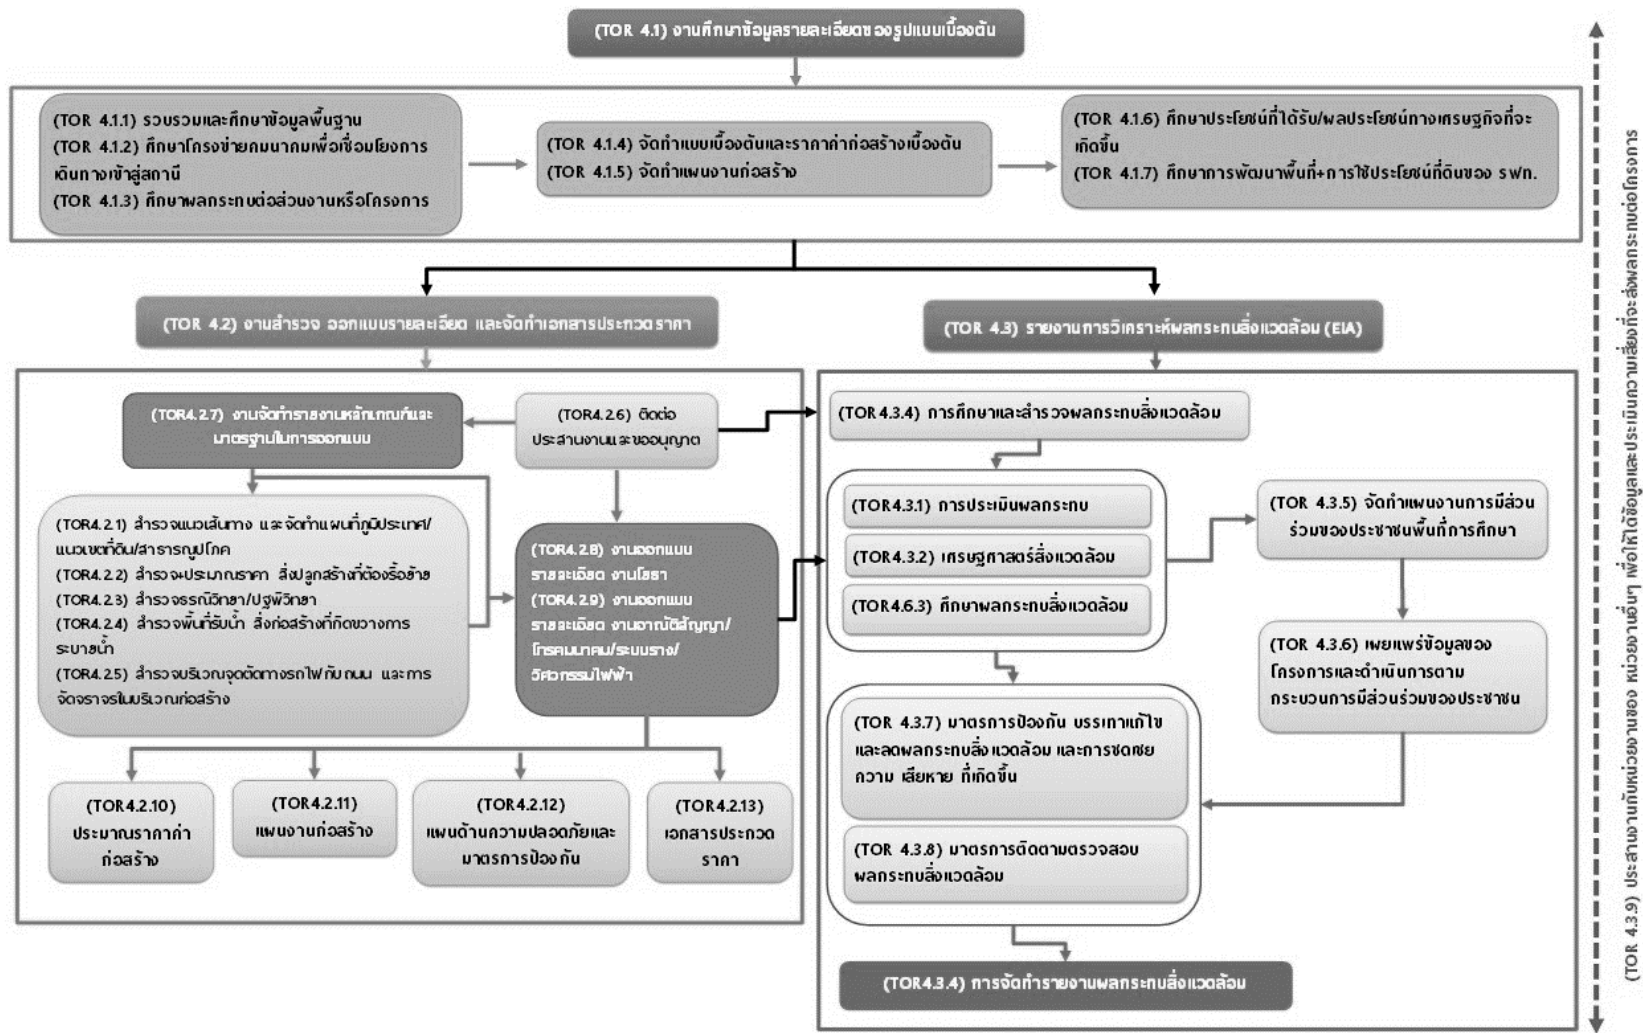 (TOR 4.1) งานศึกษาข้อมูลรายละเอียดของรูปแบบเบื้องต้น
(TOR 4.1.1) รวบรวมและศึกษาข้อมูลพื้นฐาน
(TOR 4.1.2) ศึกษาโครงข่ายคมนาคมเพื่อเชื่อมโยงการ
เดินทางเข้าสู่สถานี
(TOR 4.1.3) ศึกษาผลกระทบต่อส่วนงานหรือโครงการ
(TOR 4.1.4) จัดทำแบบเบื้องต้นและราคาค่าก่อสร้างเบื้องต้น
(TOR 4.1.5) จัดทำแผนงานก่อสร้าง
(TOR 4.1.6) ศึกษาประโยชน์ที่ได้รับ/ผลประโยชน์ทางเศรษฐกิจที่จะ
เกิดขึ้น
(TOR 4.1.7) ศึกษาการพัฒนาพื้นที่+การใช้ประโยชน์ที่ดินของ รฟท.
(TOR 4.2) งานสำรวจ ออกแบบรายละเอียด และจัดทำเอกสารประกวดราคา
(TOR4.2.7) งานจัดทำรายงานหลักเกณฑ์และ
มาตรฐานในการออกแบบ
(TOR4.2.6) ติดต่อ
ประสานงานและขออนุญาต
(TOR4.2.1) สำรวจแนวเส้นทาง และจัดทำแผนที่ภูมิประเทศ/
แนวเขตที่ดิน/สาธารณูปโภค
(TOR4.2.2) สำรวจ+ประมาณราคา สิ่งปลูกสร้างที่ต้องรื้อย้าย
(TOR4.2.3) สำรวจธรณีวิทยา/ปฐพีวิทยา
(TOR4.2.4) สำรวจพื้นที่รับน้ำ สิ่งก่อสร้างที่กีดขวางการ
ระบายน้ำ
(TOR4.2.5) สำรวจบริเวณจุดตัดทางรถไฟกับถนน และการ
จัดจราจรในบริเวณก่อสร้าง
(TOR4.2.8) งานออกแบบ
รายละเอียด งานโยธา
(TOR4.2.9) งานออกแบบ
รายละเอียด งานอาณัติสัญญา/
โทรคมนาคม/ระบบราง/
วิศวกรรมไฟฟ้า
(TOR4.2.10)
ประมาณราคาค่า
ก่อสร้าง
(TOR4.2.11)
แผนงานก่อสร้าง
(TOR4.2.12)
แผนด้านความปลอดภัยและ
มาตรการป้องกัน
(TOR4.2.13)
เอกสารประกวด
ราคา
(TOR 4.3) รายงานการวิเคราะห์ผลกระทบสิ่งแวดล้อม (EIA)
(TOR4.3.4) การศึกษาและสำรวจผลกระทบสิ่งแวดล้อม
(TOR4.3.1) การประเมินผลกระทบ
(TOR4.3.2) เศรษฐศาสตร์สิ่งแวดล้อม
(TOR4.6.3) ศึกษาผลกระทบสิ่งแวดล้อม
(TOR 4.3.5) จัดทำแผนงานการมีส่วน
ร่วมของประชาชนพื้นที่การศึกษา
(TOR 4.3.6) เผยแพร่ข้อมูลของ
โครงการและดำเนินการตาม
กระบวนการมีส่วนร่วมของประชาชน
(TOR 4.3.7) มาตรการป้องกัน บรรเทาแก้ไข
และลดผลกระทบสิ่งแวดล้อม และการชดเชย
ความ เสียหาย ที่เกิดขึ้น
(TOR 4.3.8) มาตรการติดตามตรวจสอบ
ผลกระทบสิ่งแวดล้อม
(TOR4.3.4) การจัดทำรายงานผลกระทบสิ่งแวดล้อม
(TOR 4.3.9) ประสานงานกับหน่วยงานของ หน่วยงานอื่นๆ เพื่อให้ได้ข้อมูลและประเมินความเสี่ยงที่จะส่งผลกระทบต่อโครงการ